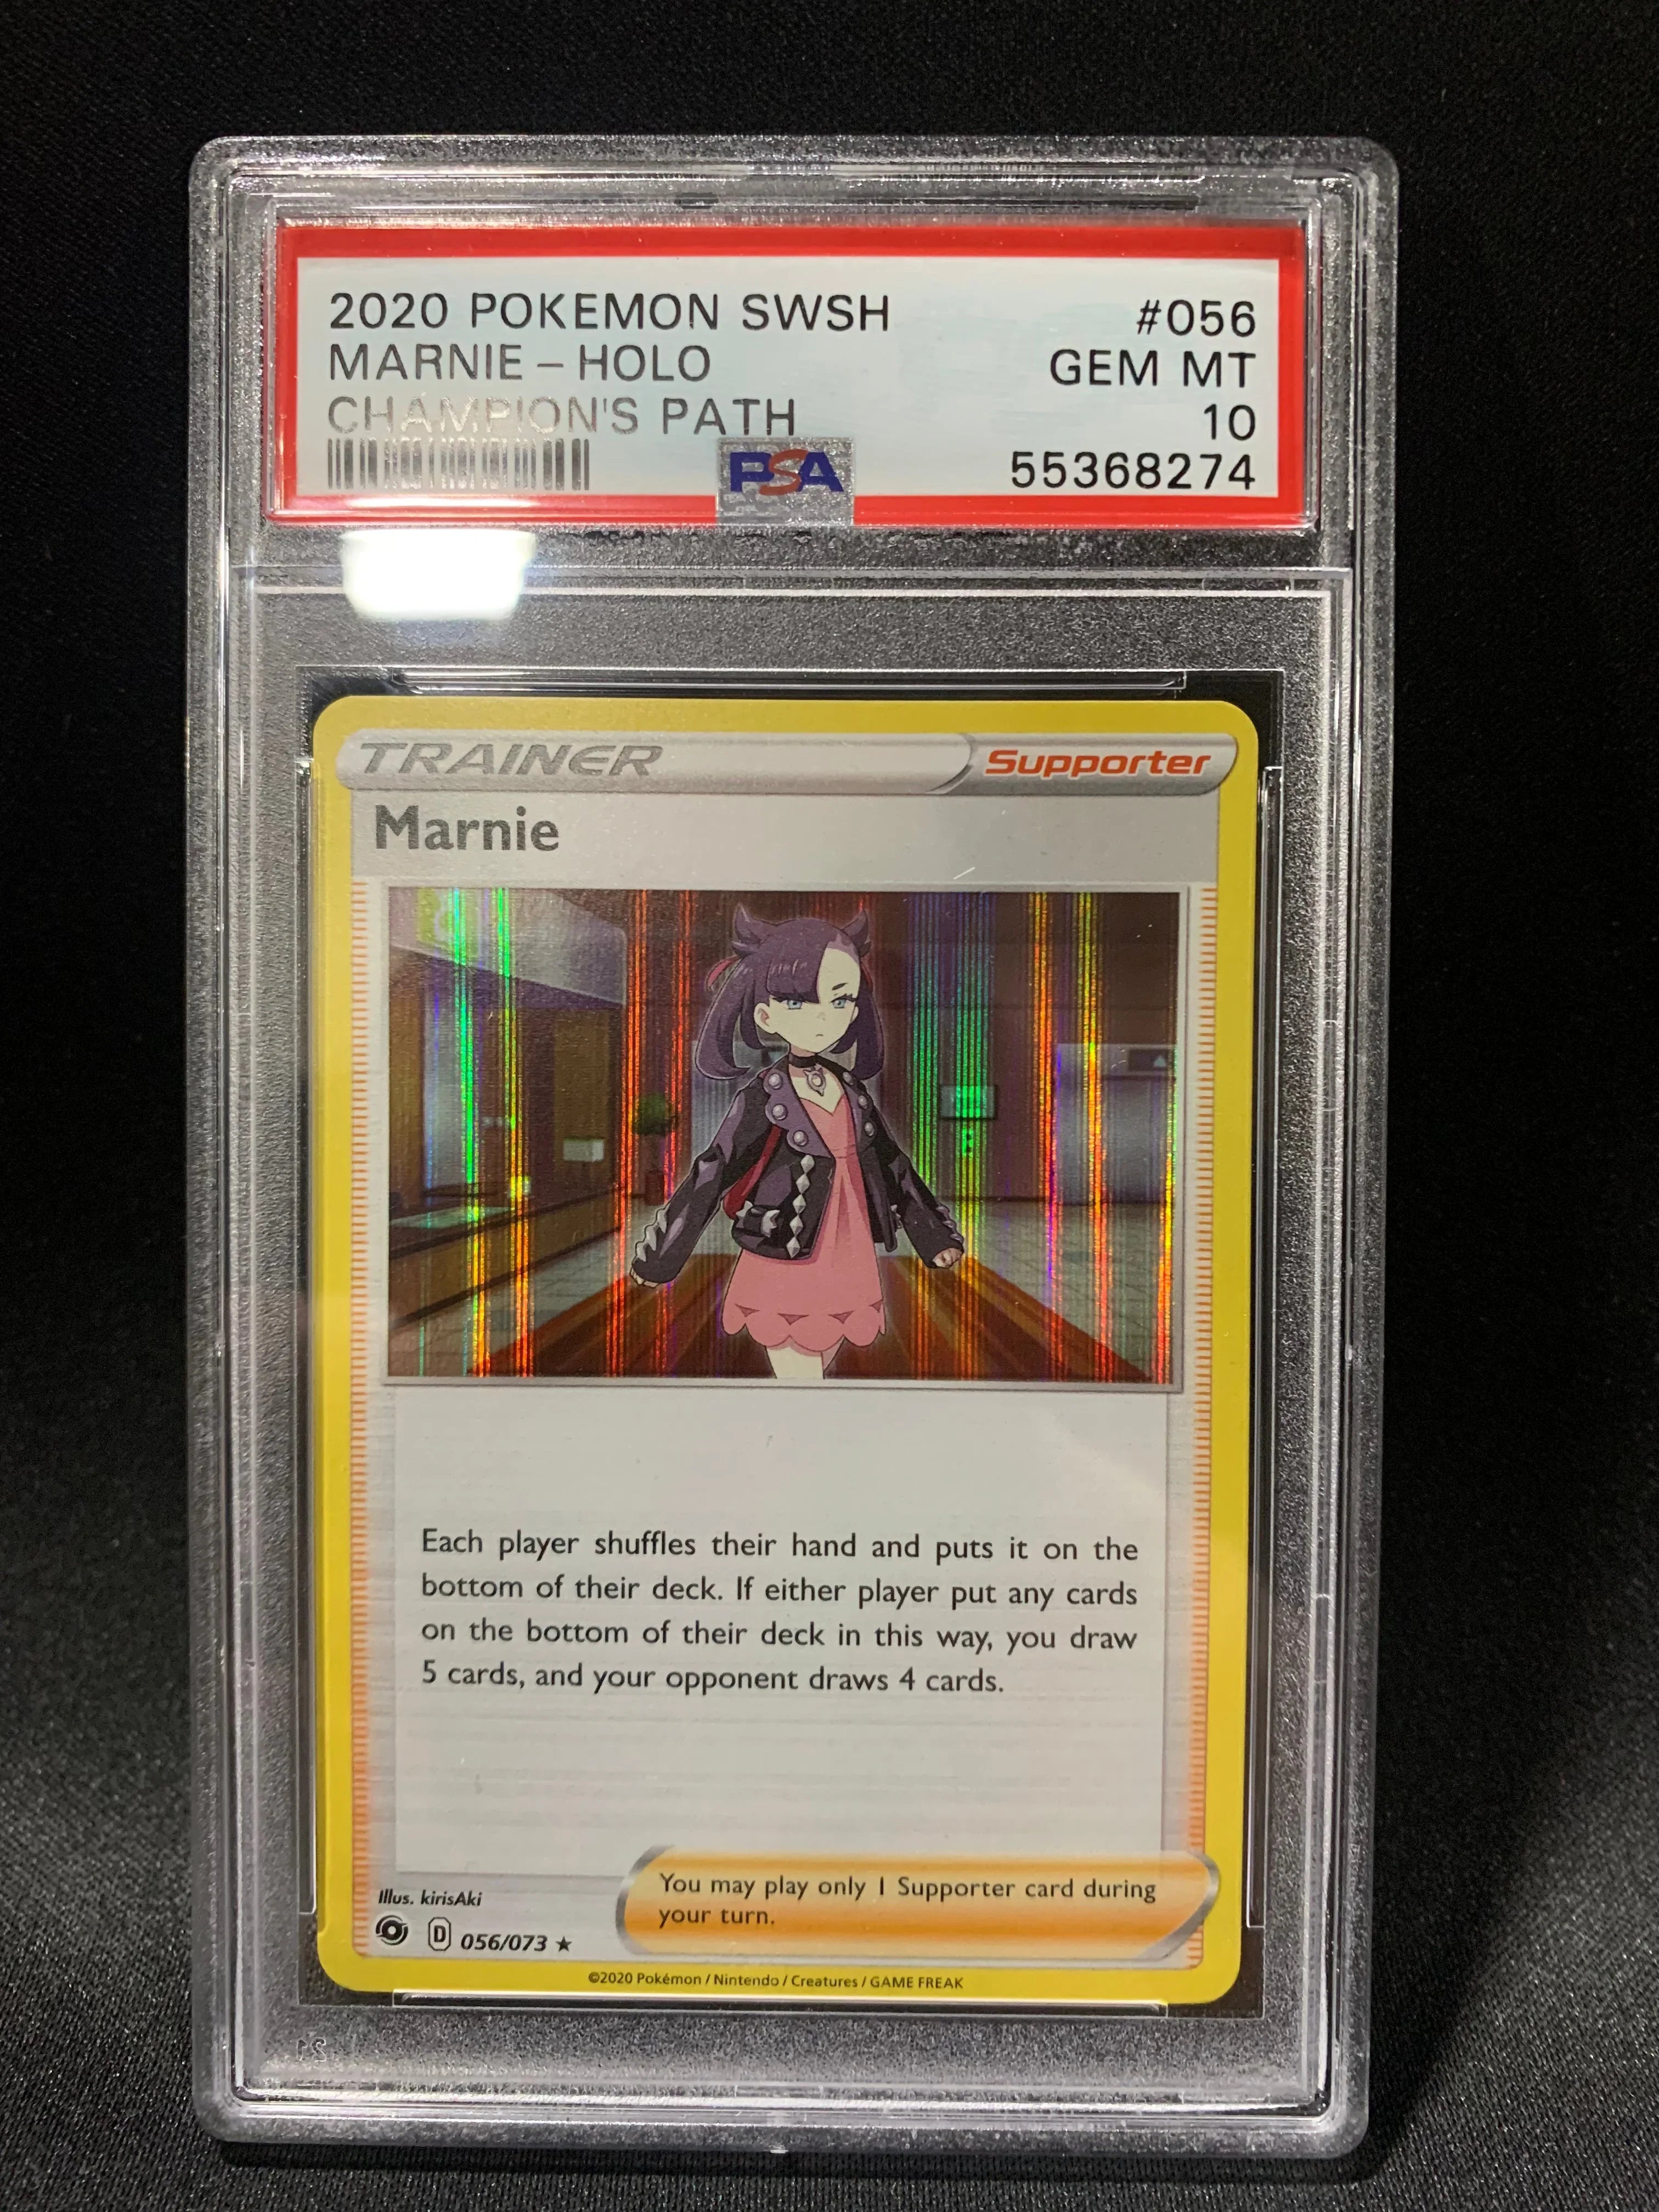 2020 POKEMON SWSH #056
MARNIE – HOLO GEM MT
CHAMPION'S PATH 10
PSA 55368274
TRAINER Supporter
Marnie
Each player shuffles their hand and puts it on the
bottom of their deck. If either player put any cards
on the bottom of their deck in this way, you draw
5 cards, and your opponent draws 4 cards.
You may play only 1 Supporter card during
your turn.
Illus. kirisAki
D 056/073 ★
©2020 Pokémon / Nintendo / Creatures / GAME FREAK